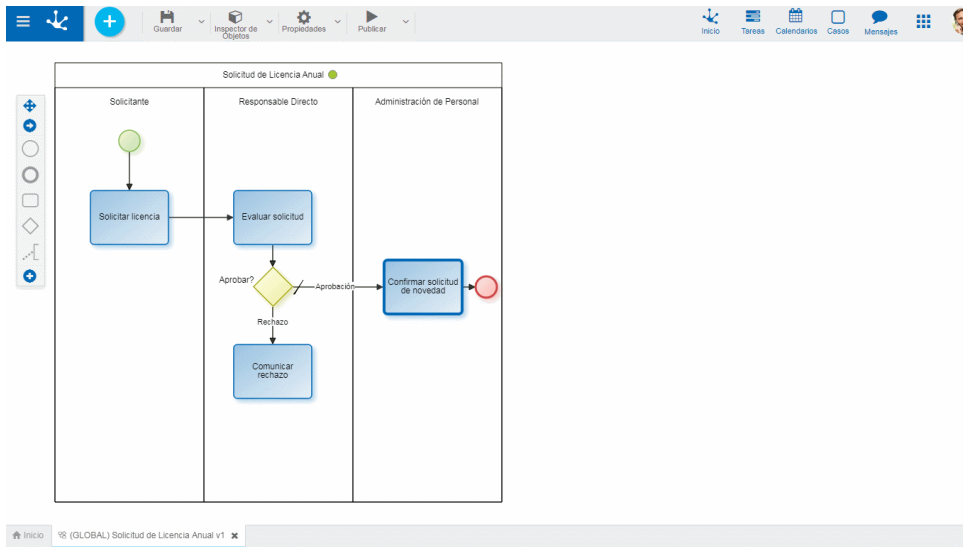 Guardar
Inspector de
Objetos
Propiedades
Publicar
Inicio
Tareas
Calendarios
Casos
Mensajes
Solicitud de Licencia Anual
Solicitante
Responsable Directo
Administración de Personal
Solicitar licencia
Evaluar solicitud
Aprobar?
Aprobación
Confirmar solicitud
de novedad
Rechazo
Comunicar
rechazo
Inicio
(GLOBAL) Solicitud de Licencia Anual v1